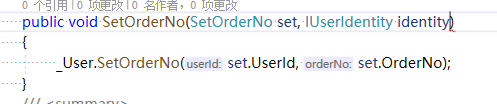 0 个引用|0 项更改|0 名作者，0 项更改
public void SetOrderNo(SetOrderNo set, IUserIdentity identity)
{
_User.SetOrderNo(userId: set.UserId, orderNo: set.OrderNo);
}
/// <summary>